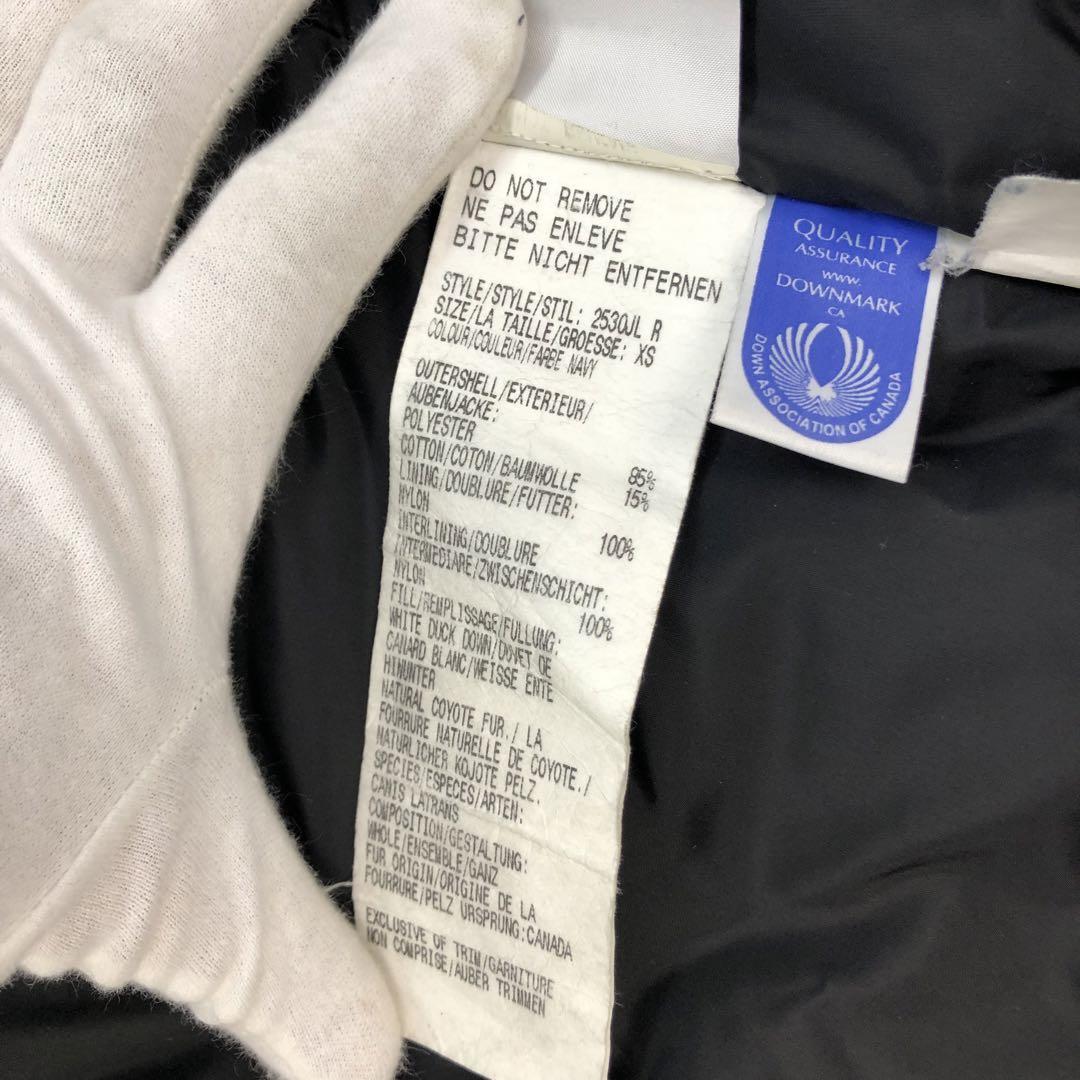 DO NOT REMOVE
NE PAS ENLEVE
BITTE NICHT ENTFERNEN
STYLE/STYLE/STIL: 2530JL R
SIZE/LA TAILLE/GROESSE: XS
COLOUR/COULEUR/FARBE NAVY
OUTERSHELL/EXTERIEUR/
AUBENJACKE:
POLYESTER 85%
COTTON/COTON/BAUMWOLLE 15%
LINING/DOUBLURE/FUTTER:
NYLON 100%
INTERLINING/DOUBLURE
INTERMEDIARE/ZWISCHENSCHICHT:
NYLON 100%
FILL/REMPLISSAGE/FULLUNG:
WHITE DUCK DOWN/DUVET DE
CANARD BLANC/WEISSE ENTE
HINUNTER
NATURAL COYOTE FUR./ LA
FOURRURE NATURELLE DE COYOTE./
NATURLICHER KOJOTE PELZ.
SPECIES/ESPECES/ARTEN:
CANIS LATRANS
COMPOSITION/GESTALTUNG:
WHOLE/ENSEMBLE/GANZ
FUR ORIGIN/ORIGINE DE LA
FOURRURE/PELZ URSPRUNG:CANADA
EXCLUSIVE OF TRIM/GARNITURE
NON COMPRISE/AUBER TRIMMEN
QUALITY
ASSURANCE
www.
DOWNMARK
CA
DOWN ASSOCIATION OF CANADA